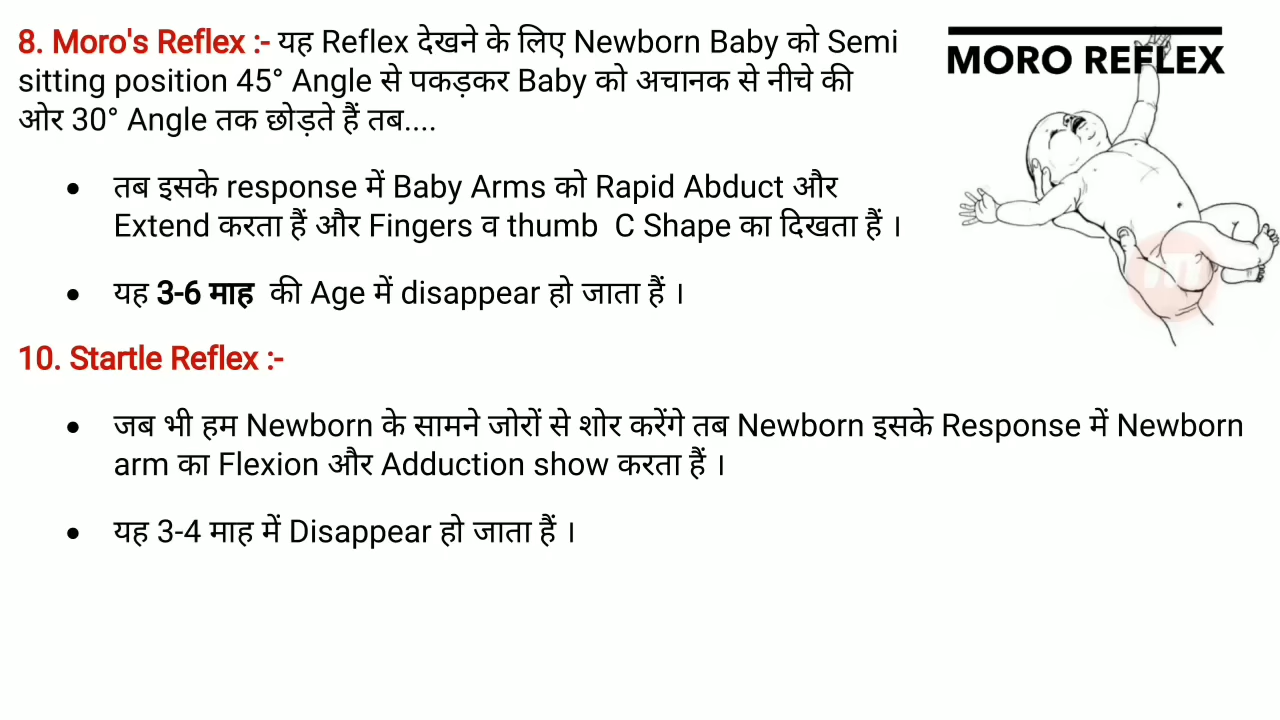 8. Moro's Reflex :- यह Reflex देखने के लिए Newborn Baby को Semi
sitting position 45° Angle से पकड़कर Baby को अचानक से नीचे की
ओर 30° Angle तक छोड़ते हैं तब....
MORO REFLEX
• तब इसके response में Baby Arms को Rapid Abduct और
Extend करता हैं और Fingers व thumb C Shape का दिखता हैं ।
• यह 3-6 माह की Age में disappear हो जाता हैं ।
10. Startle Reflex :-
• जब भी हम Newborn के सामने जोरों से शोर करेंगे तब Newborn इसके Response में Newborn
arm का Flexion और Adduction show करता हैं ।
• यह 3-4 माह में Disappear हो जाता हैं ।